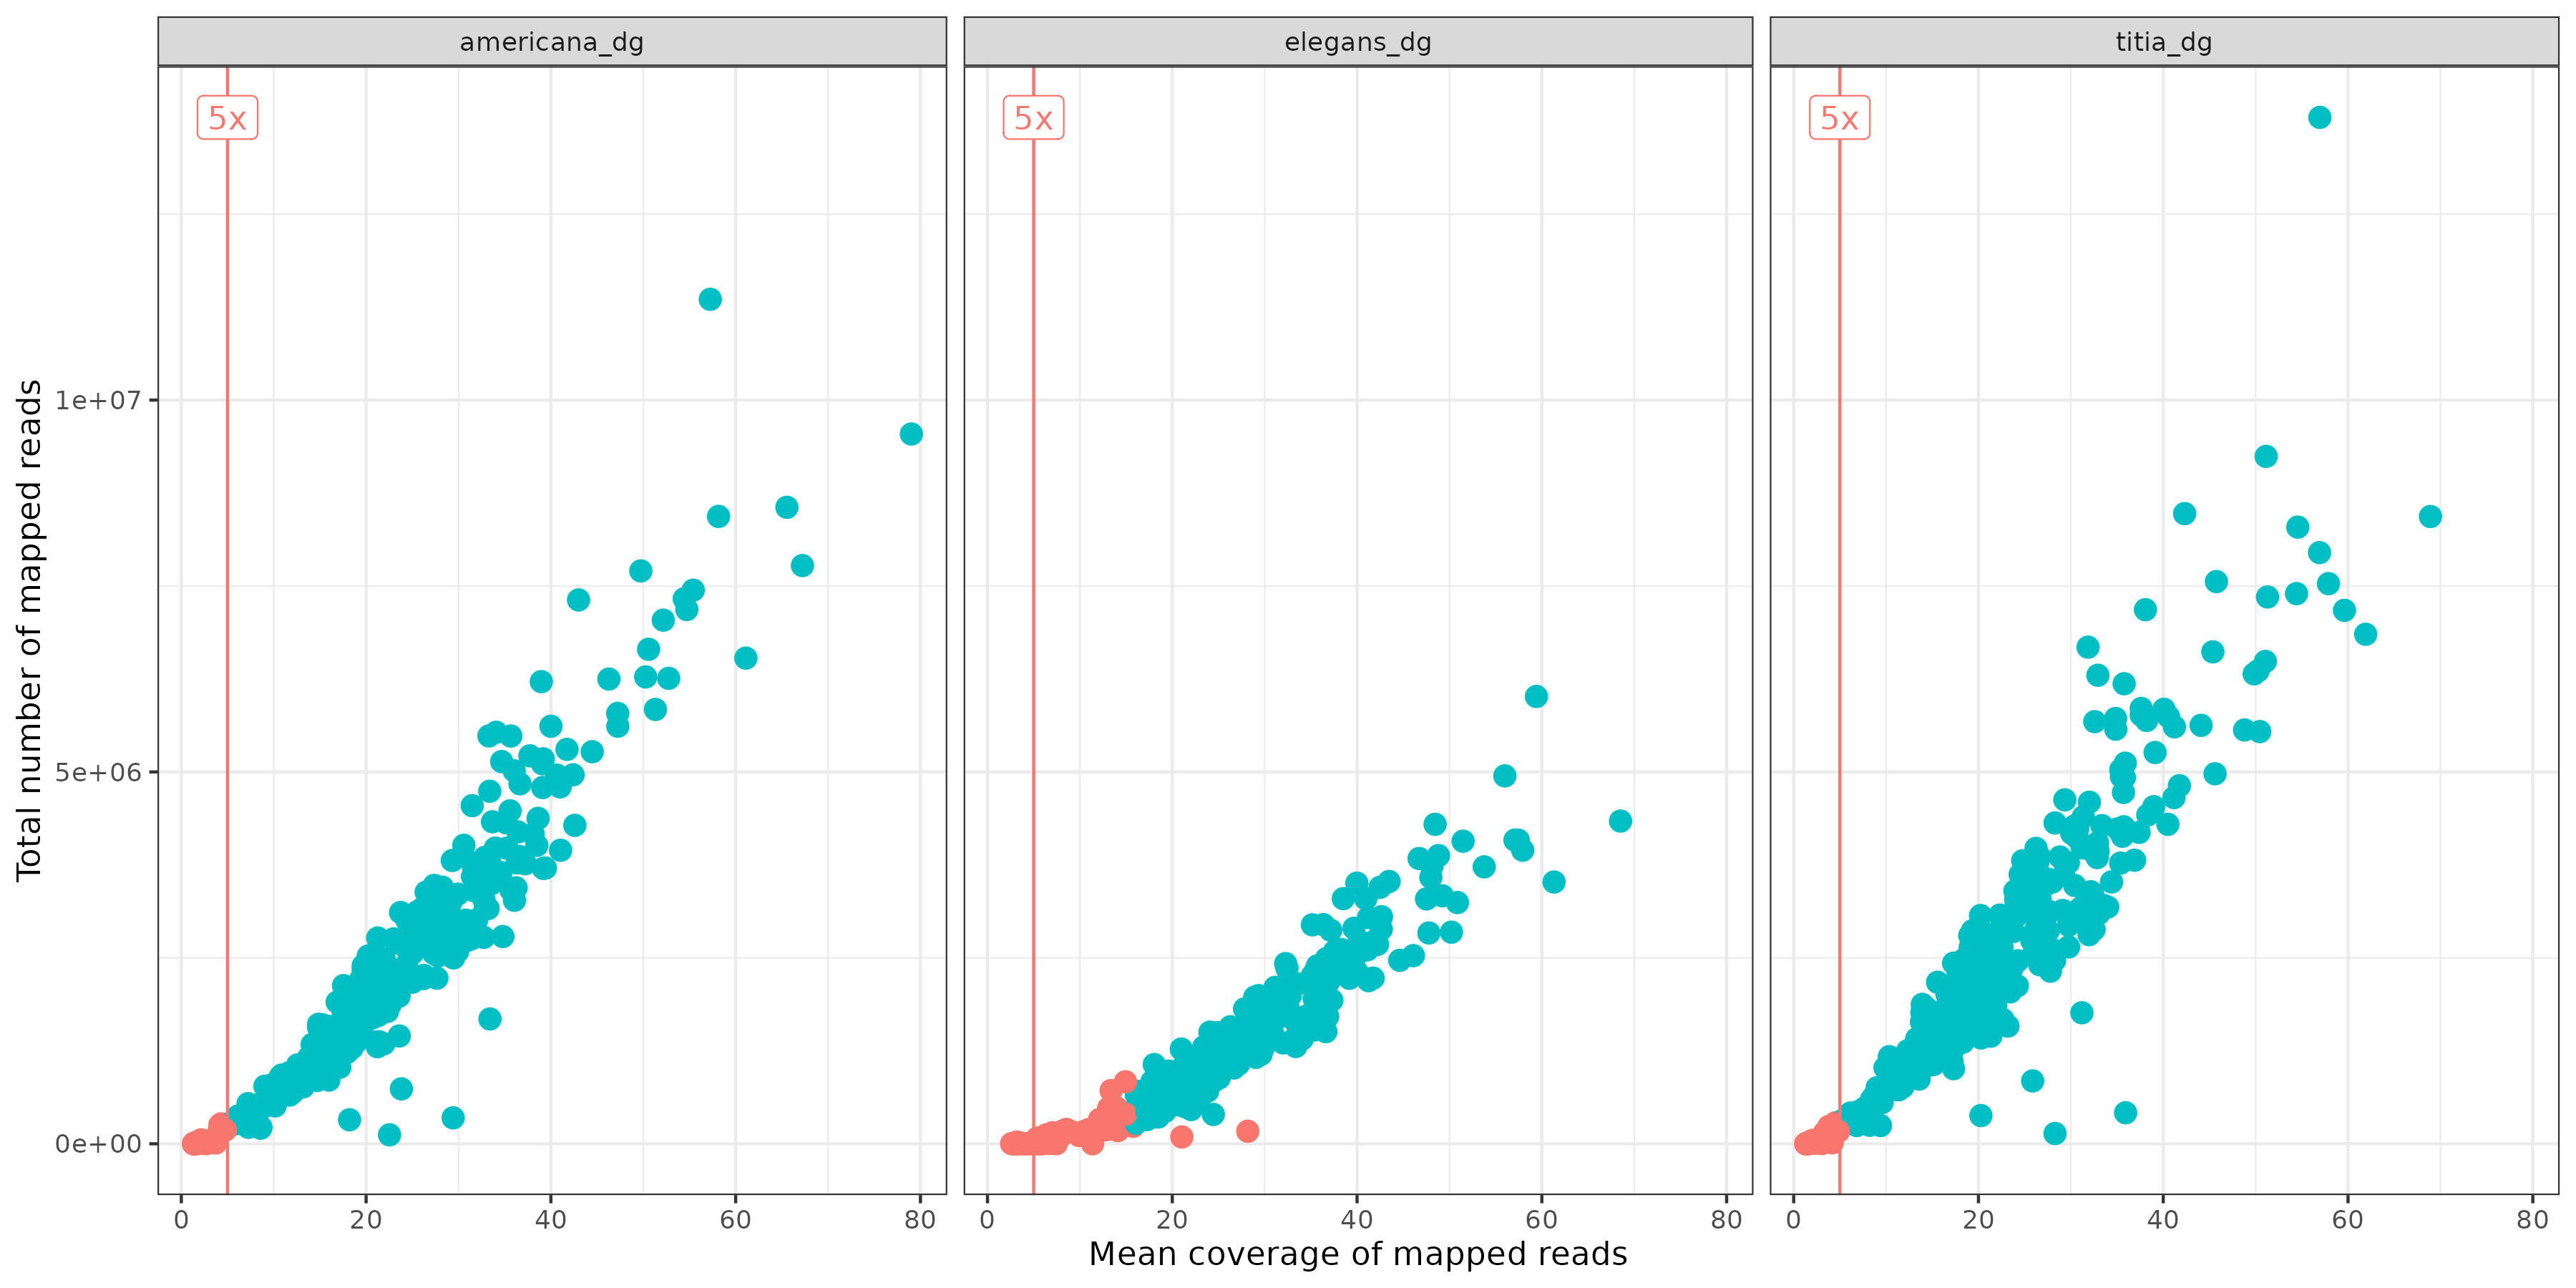 americana_dg
elegans_dg
titia_dg
5x
5x
5x
Total number of mapped reads
1e+07
5e+06
0e+00
0 20 40 60 80
0 20 40 60 80
0 20 40 60 80
Mean coverage of mapped reads